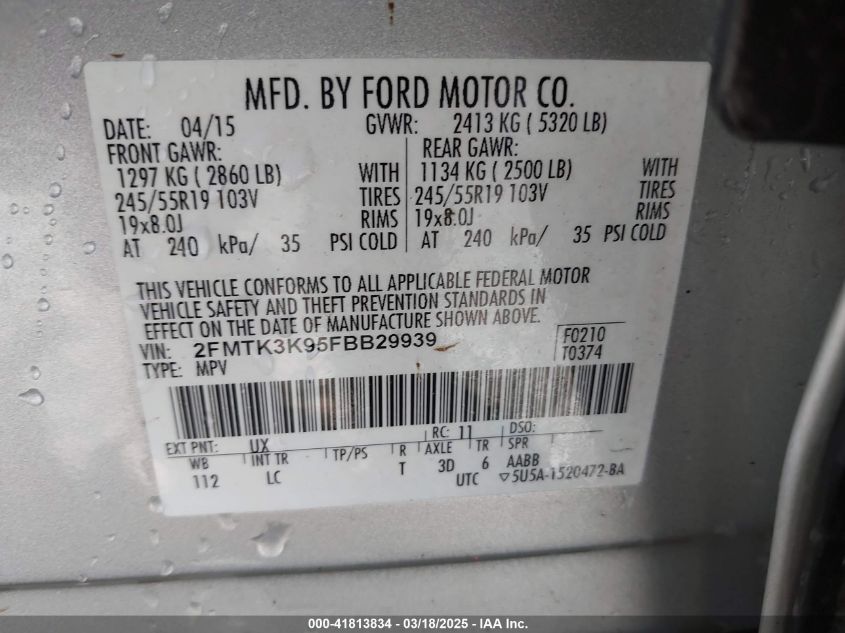 MFD. BY FORD MOTOR CO.
DATE: 04/15 GVWR: 2413 KG ( 5320 LB)
FRONT GAWR: REAR GAWR:
1297 KG ( 2860 LB) WITH 1134 KG ( 2500 LB) WITH
245/55R19 103V TIRES 245/55R19 103V TIRES
19x8.0J RIMS 19x8.0J RIMS
AT 240 kPa/ 35 PSI COLD AT 240 kPa/ 35 PSI COLD
THIS VEHICLE CONFORMS TO ALL APPLICABLE FEDERAL MOTOR
VEHICLE SAFETY AND THEFT PREVENTION STANDARDS IN
EFFECT ON THE DATE OF MANUFACTURE SHOWN ABOVE.
VIN: 2FMTK3K95FBB29939 F0210
TYPE: MPV T0374
EXT PNT: UX RC: 11 DSO:
WB INT TR TP/PS R AXLE TR SPR
112 LC T 3D 6 AABB
UTC ▽5U5A-1520472-BA
000-41813834 — 03/18/2025 — IAA Inc.